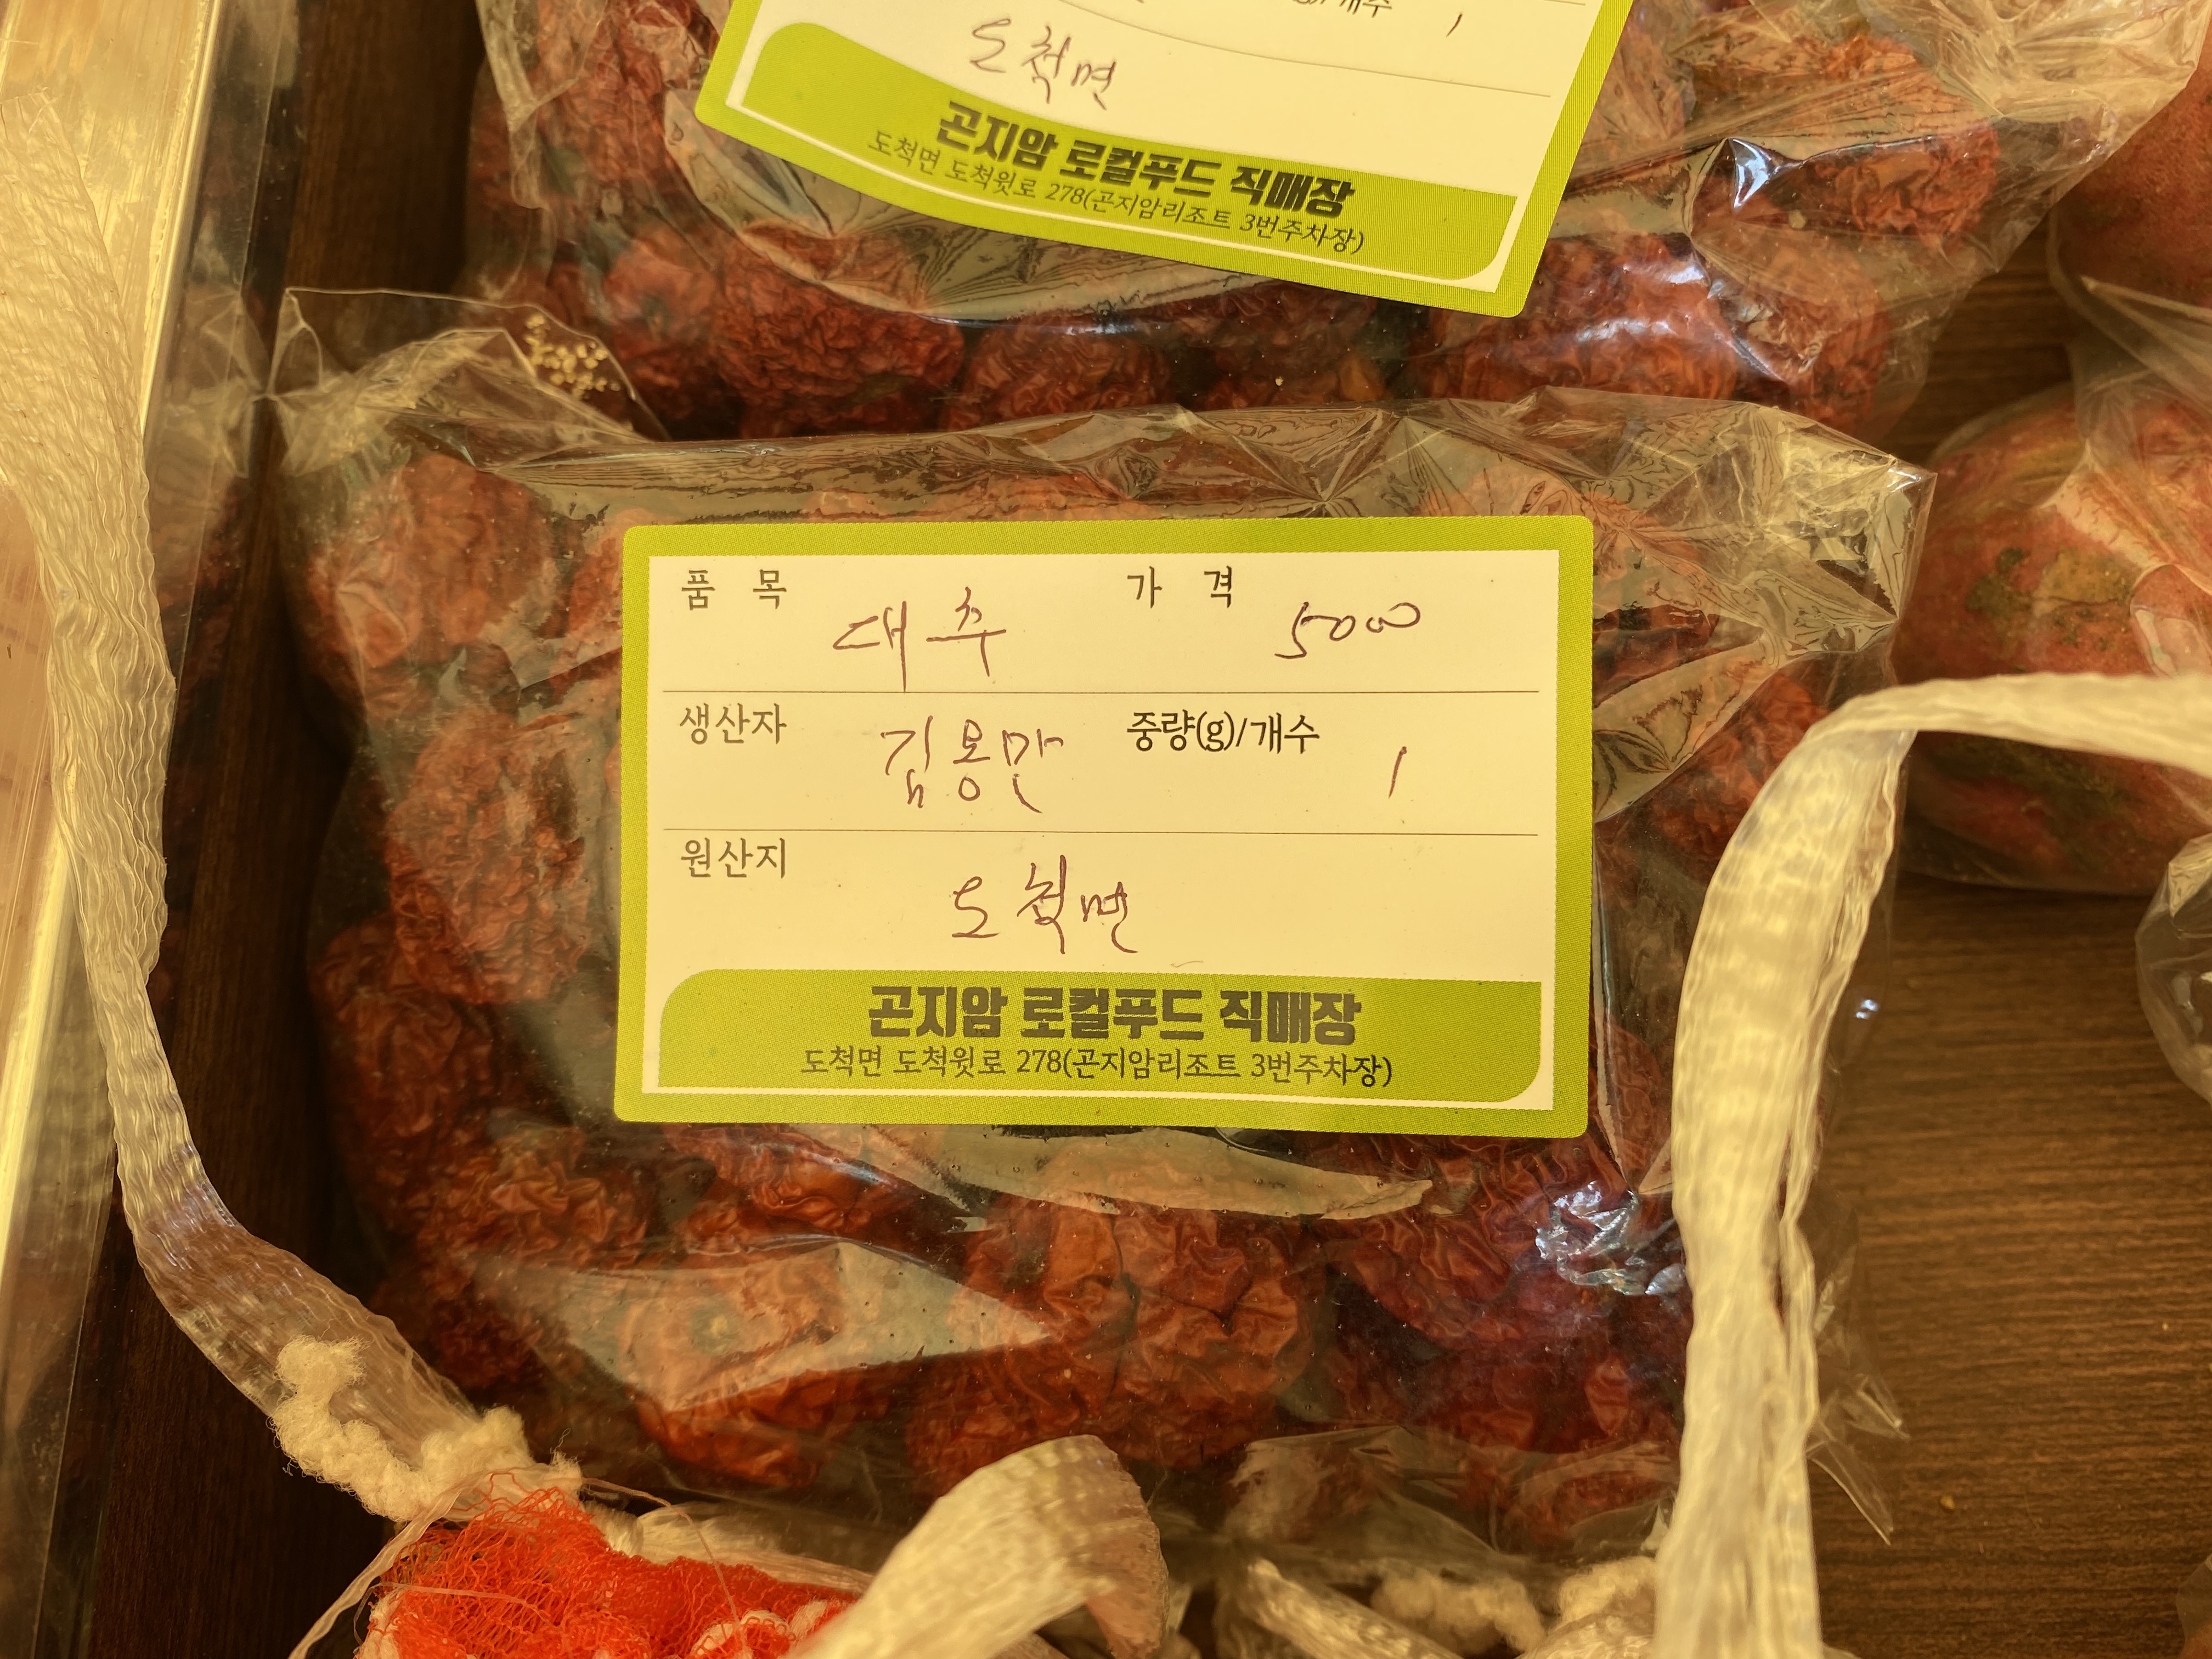 개수 1
도척면
곤지암 로컬푸드 직매장
도척면 도척윗로 278(곤지암리조트 3번주차장)
품 목 대추 가 격 5000
생산자 김용만 중량(g)/개수 1
원산지 도척면
곤지암 로컬푸드 직매장
도척면 도척윗로 278(곤지암리조트 3번주차장)